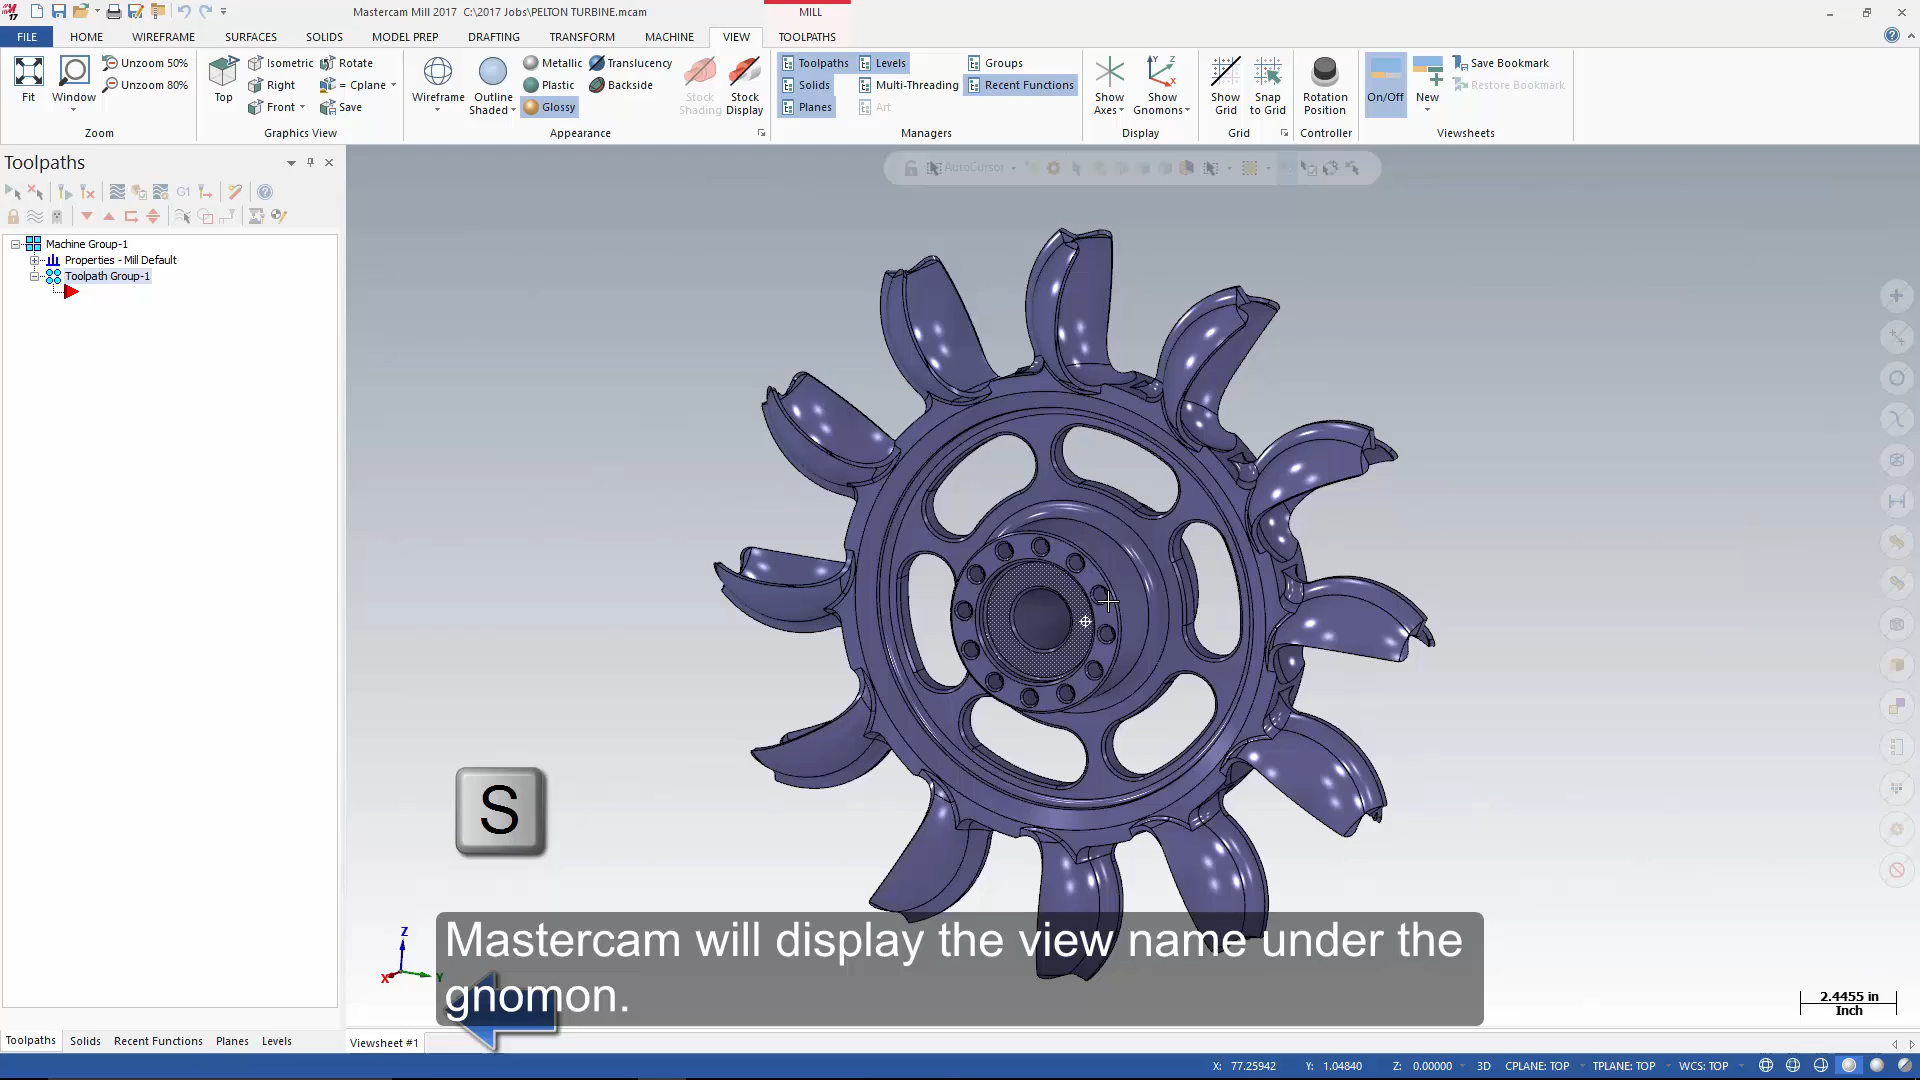 Mastercam Mill 2017 C:\2017 Jobs\PELTON TURBINE.mcam
MILL
FILE HOME WIREFRAME SURFACES SOLIDS MODEL PREP DRAFTING TRANSFORM MACHINE VIEW TOOLPATHS
Unzoom 50% Isometric Rotate Metallic Translucency Toolpaths Levels Groups Save Bookmark
Unzoom 80% Right = Cplane Plastic Backside Solids Multi-Threading Recent Functions Restore Bookmark
Fit Window Top Front Save Wireframe Outline Shaded Glossy Stock Shading Stock Display Planes Art Show Axes Show Gnomons Show Grid Snap to Grid Rotation Position On/Off New
Zoom Graphics View Appearance Managers Display Grid Controller Viewsheets
Toolpaths
AutoCursor
G1
Machine Group-1
Properties - Mill Default
Toolpath Group-1
S
Mastercam will display the view name under the
gnomon.
Z
X Y
2.4455 in
Inch
Toolpaths Solids Recent Functions Planes Levels Viewsheet #1
X: 77.25942 Y: 1.04840 Z: 0.00000 3D CPLANE: TOP TPLANE: TOP WCS: TOP